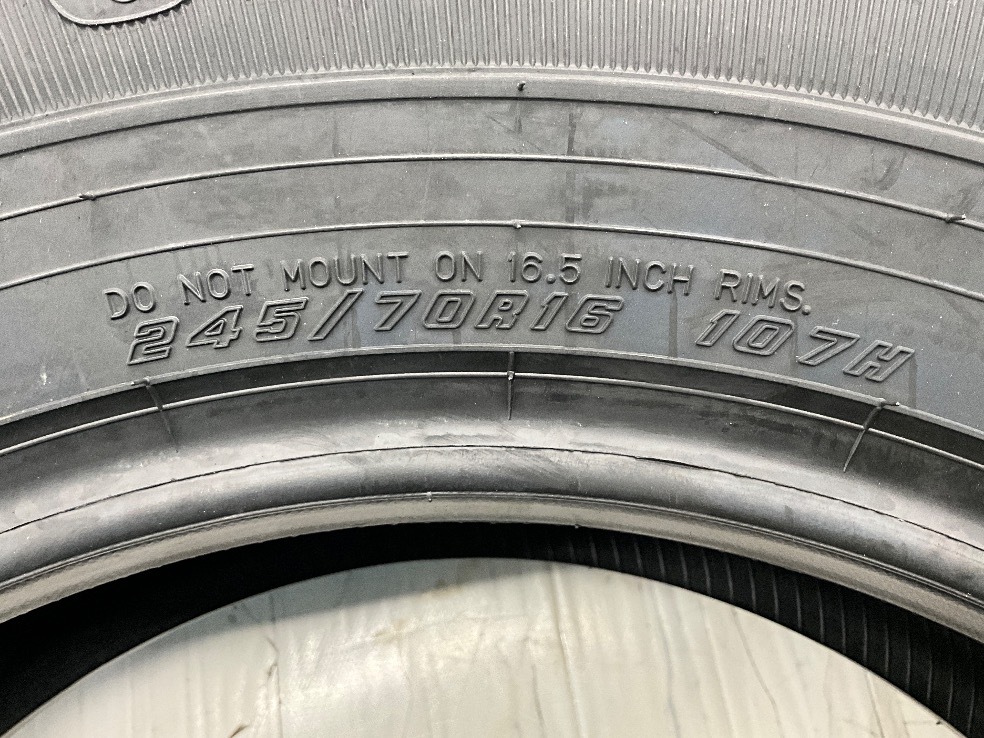 DO NOT MOUNT ON 16.5 INCH RIMS.
245/70R16 107H